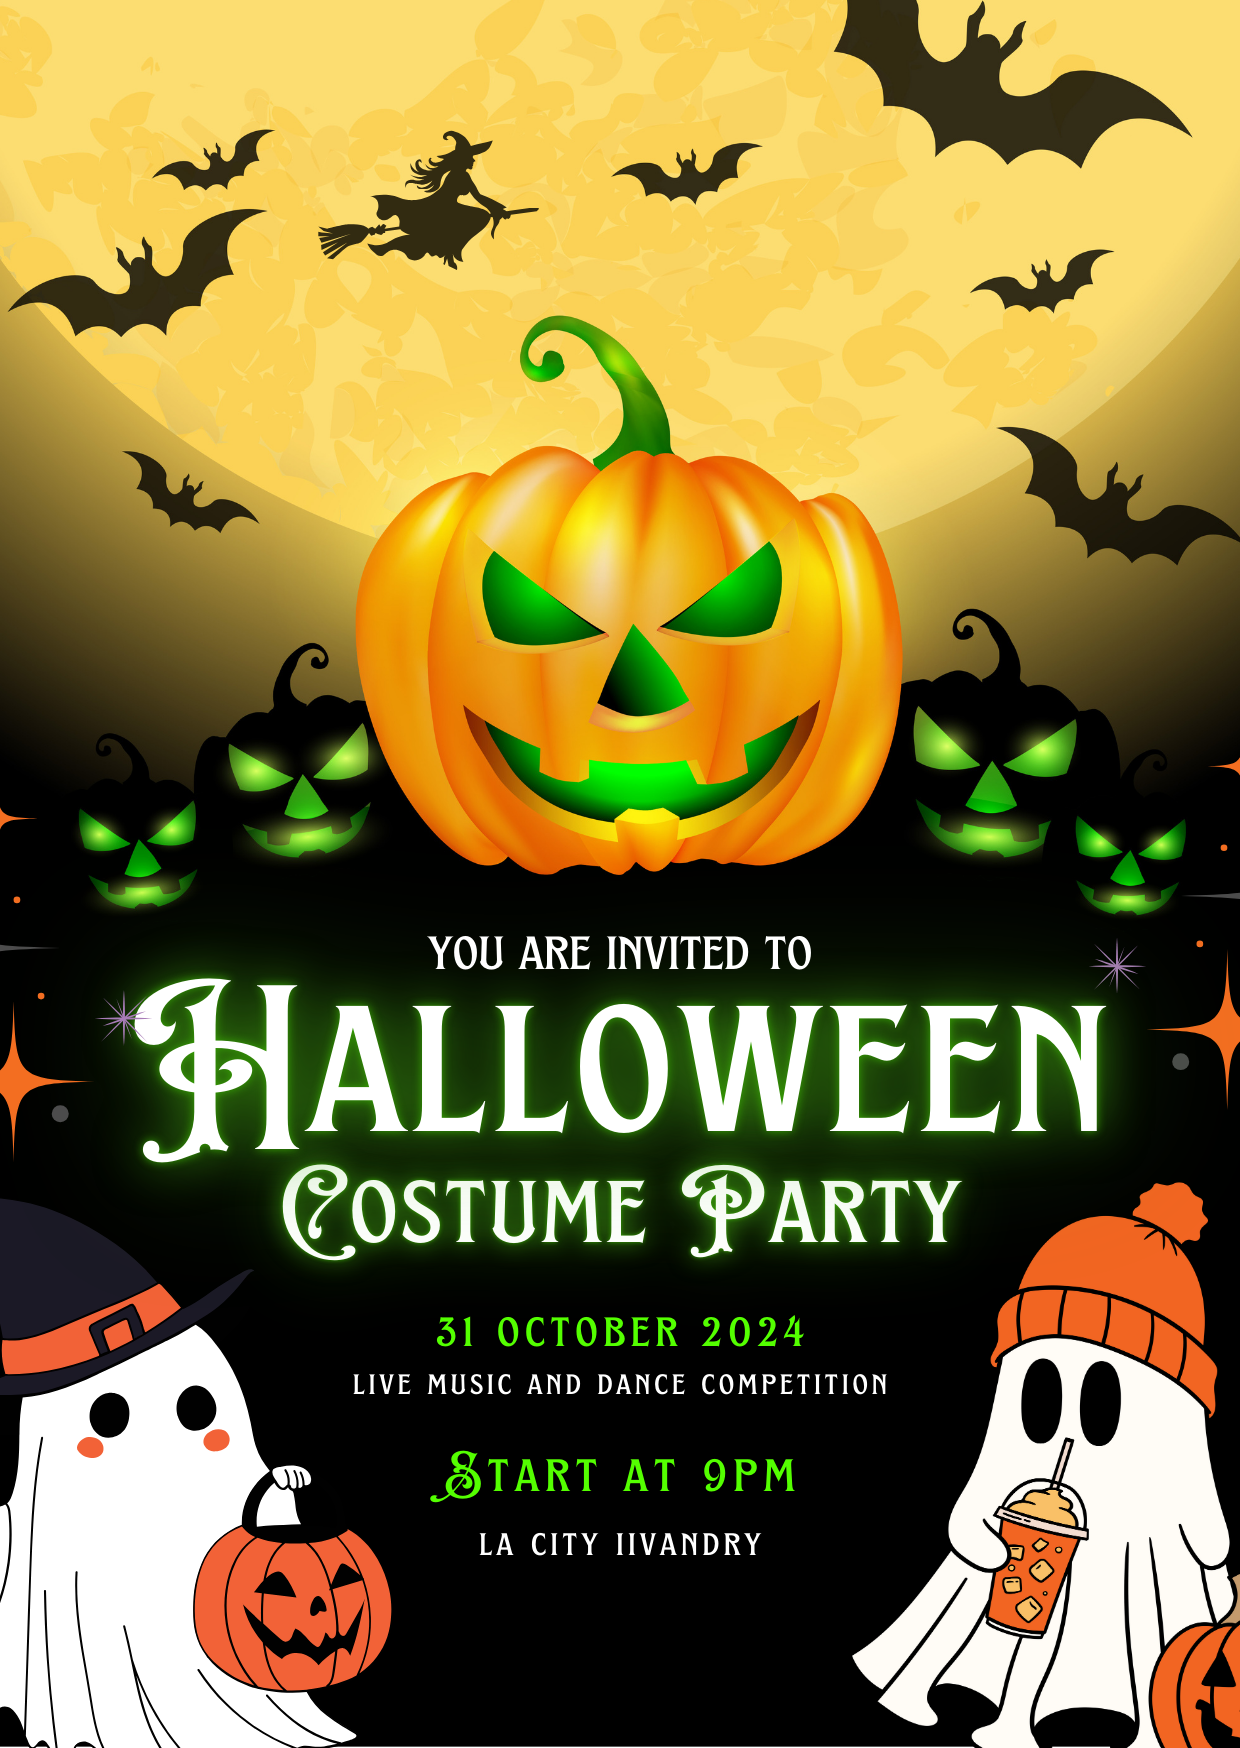 YOU ARE INVITED TO
HALLOWEEN
COSTUME PARTY
31 OCTOBER 2024
LIVE MUSIC AND DANCE COMPETITION
START AT 9PM
LA CITY IIVANDRY